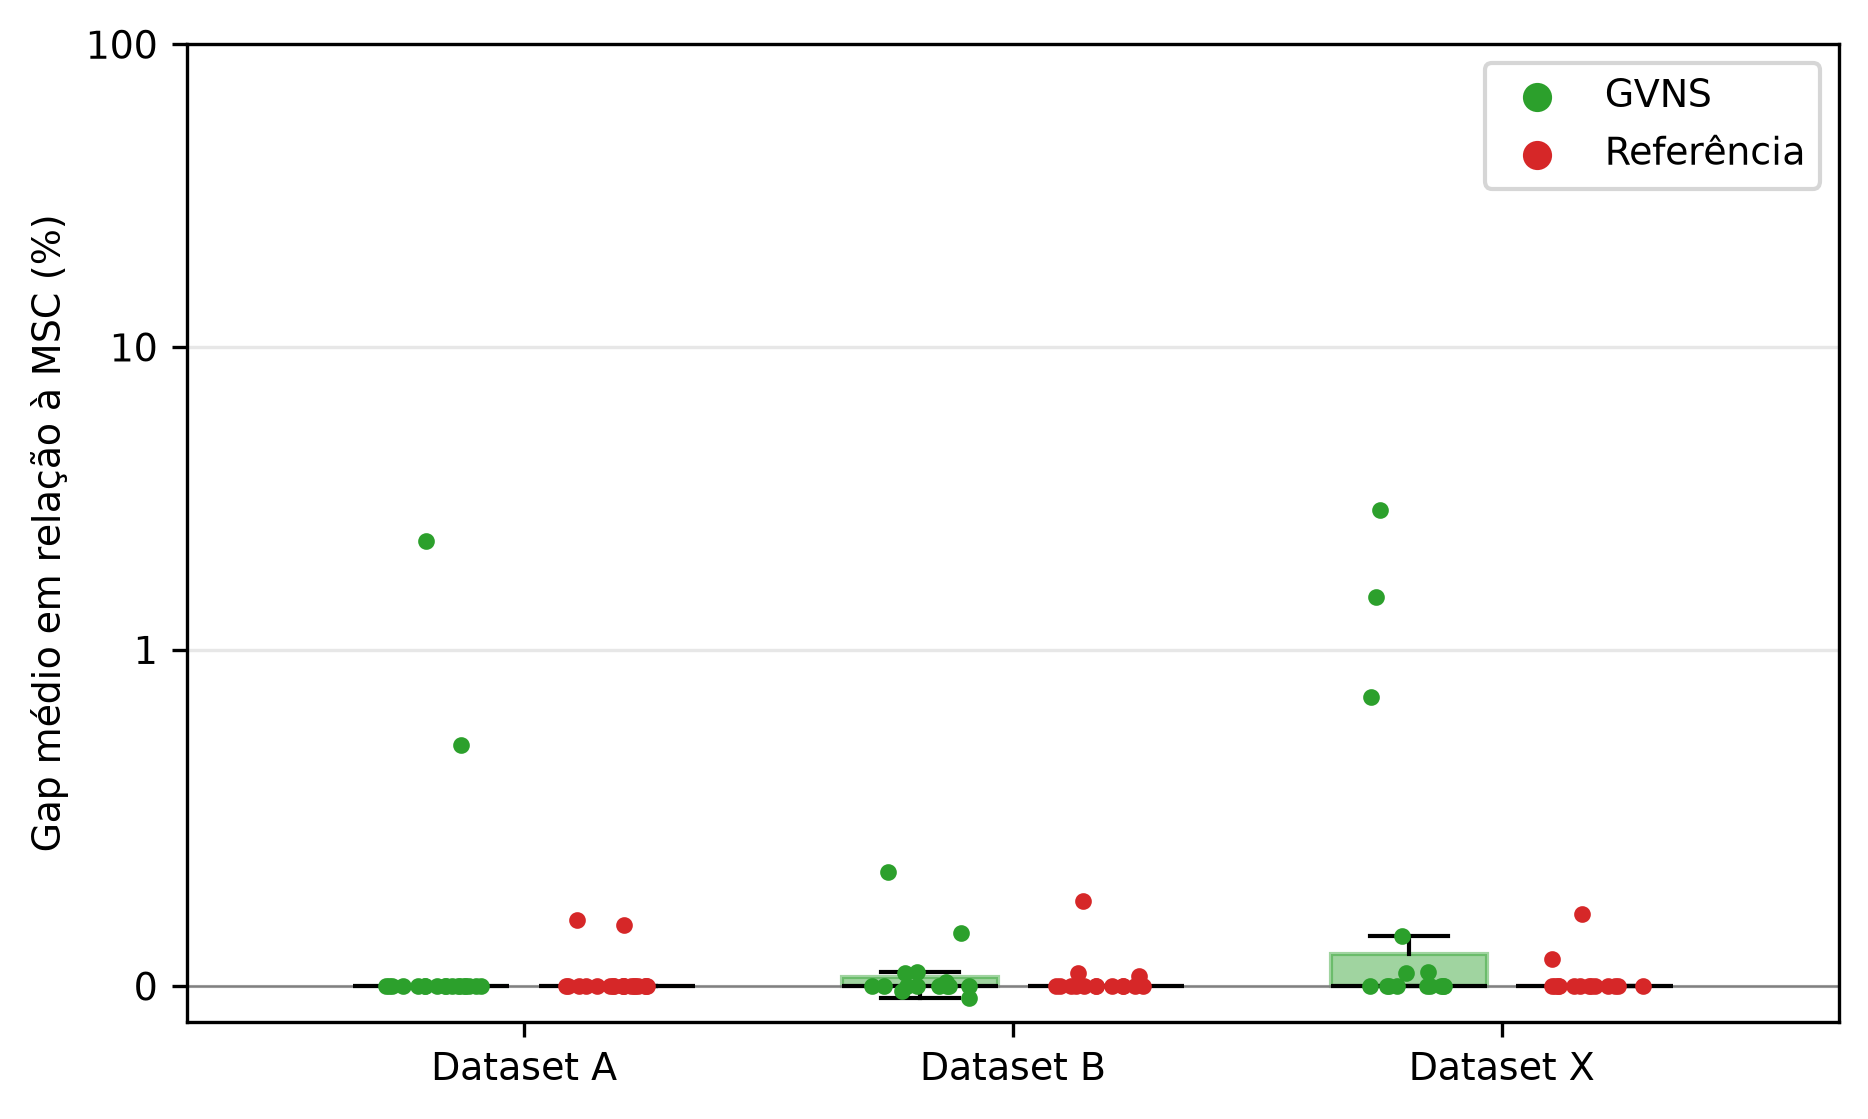 Gap médio em relação à MSC (%)
100
10
1
0
GVNS
Referência
Dataset A
Dataset B
Dataset X